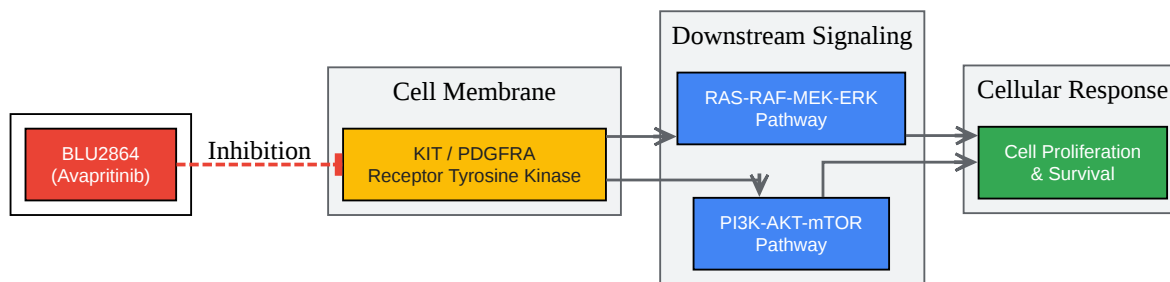 Downstream Signaling
Cell Membrane
Cellular Response
RAS-RAF-MEK-ERK
Pathway
BLU2864
(Avapritinib)
Inhibition
KIT / PDGFRA
Receptor Tyrosine Kinase
Cell Proliferation
& Survival
PI3K-AKT-mTOR
Pathway